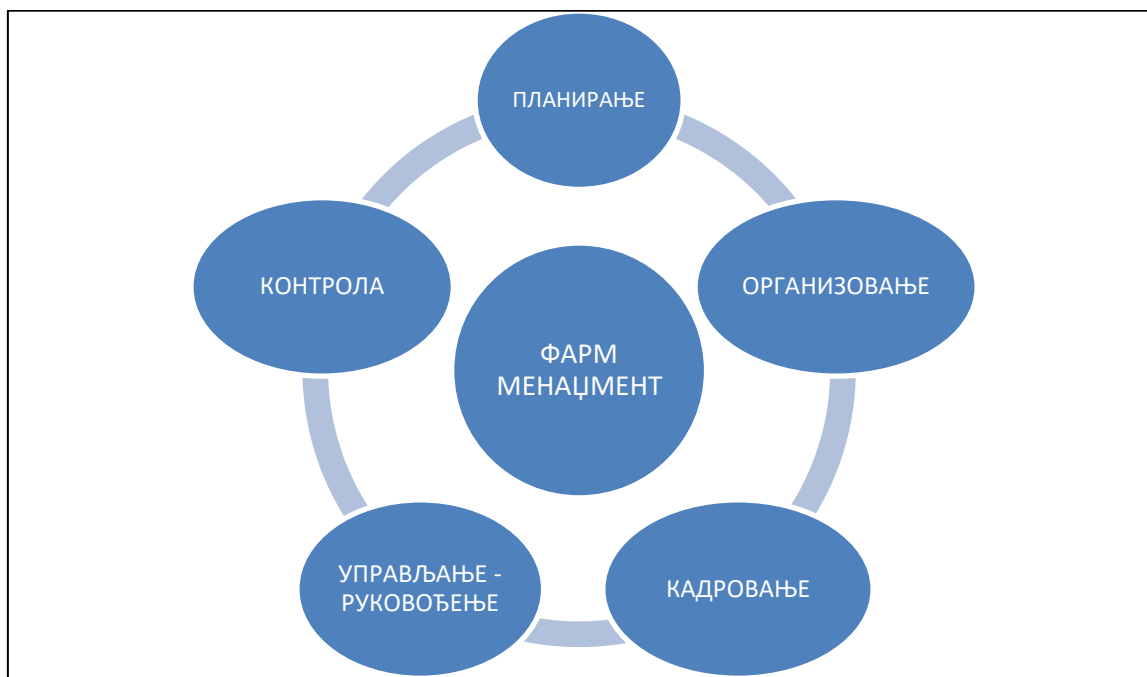 ПЛАНИРАЊЕ
ОРГАНИЗОВАЊЕ
КАДРОВАЊЕ
УПРАВЉАЊЕ -
РУКОВОЂЕЊЕ
КОНТРОЛА
ФАРМ
МЕНАЏМЕНТ